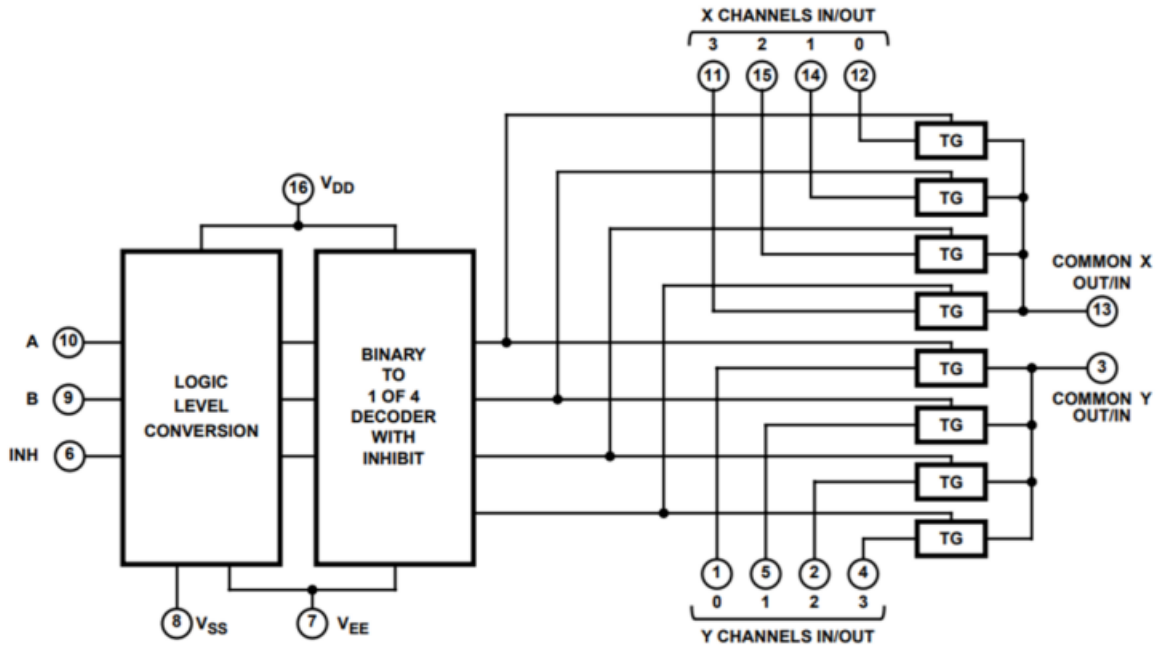 X CHANNELS IN/OUT
3 2 1 0
11 15 14 12
TG
16 VDD
TG
TG
COMMON X
OUT/IN
TG
13
A 10
BINARY
TO
1 OF 4
DECODER
WITH
INHIBIT
LOGIC
LEVEL
CONVERSION
TG
3
B 9
COMMON Y
OUT/IN
TG
INH 6
TG
TG
1 5 2 4
0 1 2 3
8 VSS
7 VEE
Y CHANNELS IN/OUT